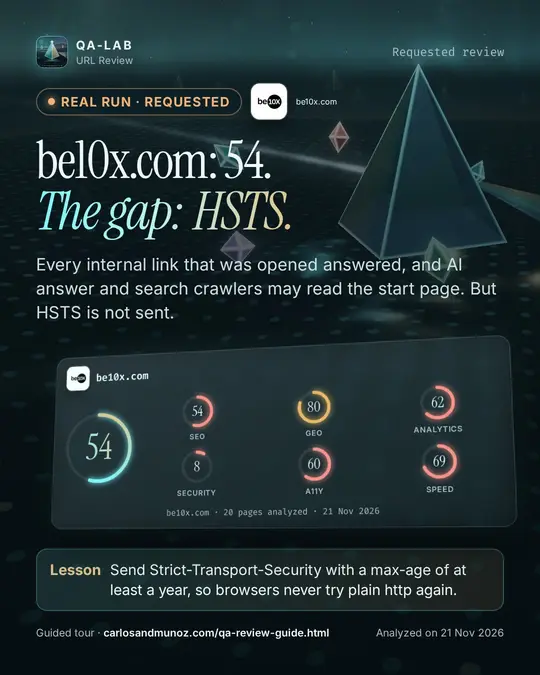 QA-LAB
URL Review
Requested review
REAL RUN · REQUESTED
be10x
be10x.com
be10x.com: 54.
The gap: HSTS.
Every internal link that was opened answered, and AI
answer and search crawlers may read the start page. But
HSTS is not sent.
be10x
be10x.com
54
54
SEO
80
GEO
62
ANALYTICS
8
SECURITY
60
A11Y
69
SPEED
be10x.com · 20 pages analyzed · 21 Nov 2026
Lesson
Send Strict-Transport-Security with a max-age of at
least a year, so browsers never try plain http again.
Guided tour · carlosandmunoz.com/qa-review-guide.html
Analyzed on 21 Nov 2026